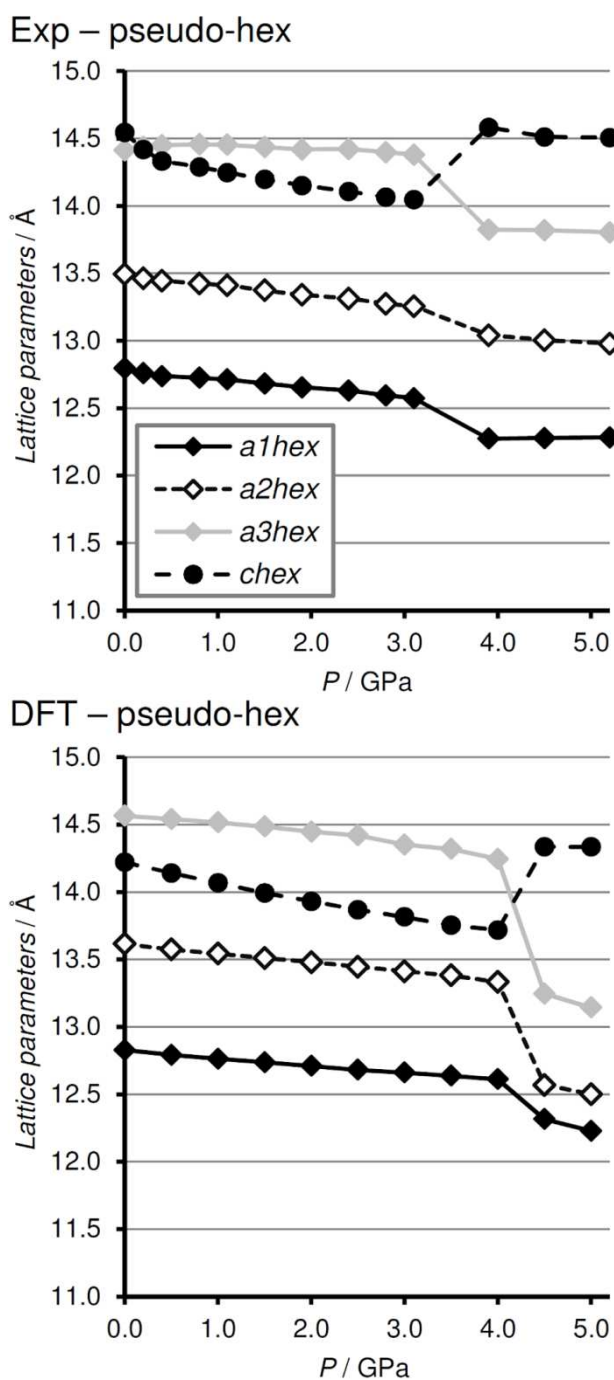 Exp – pseudo-hex
15.0
14.5
14.0
13.5
13.0
12.5
12.0
11.5
11.0
Lattice parameters / Å
a1hex
a2hex
a3hex
chex
0.0 1.0 2.0 3.0 4.0 5.0
P / GPa
DFT – pseudo-hex
15.0
14.5
14.0
13.5
13.0
12.5
12.0
11.5
11.0
Lattice parameters / Å
0.0 1.0 2.0 3.0 4.0 5.0
P / GPa